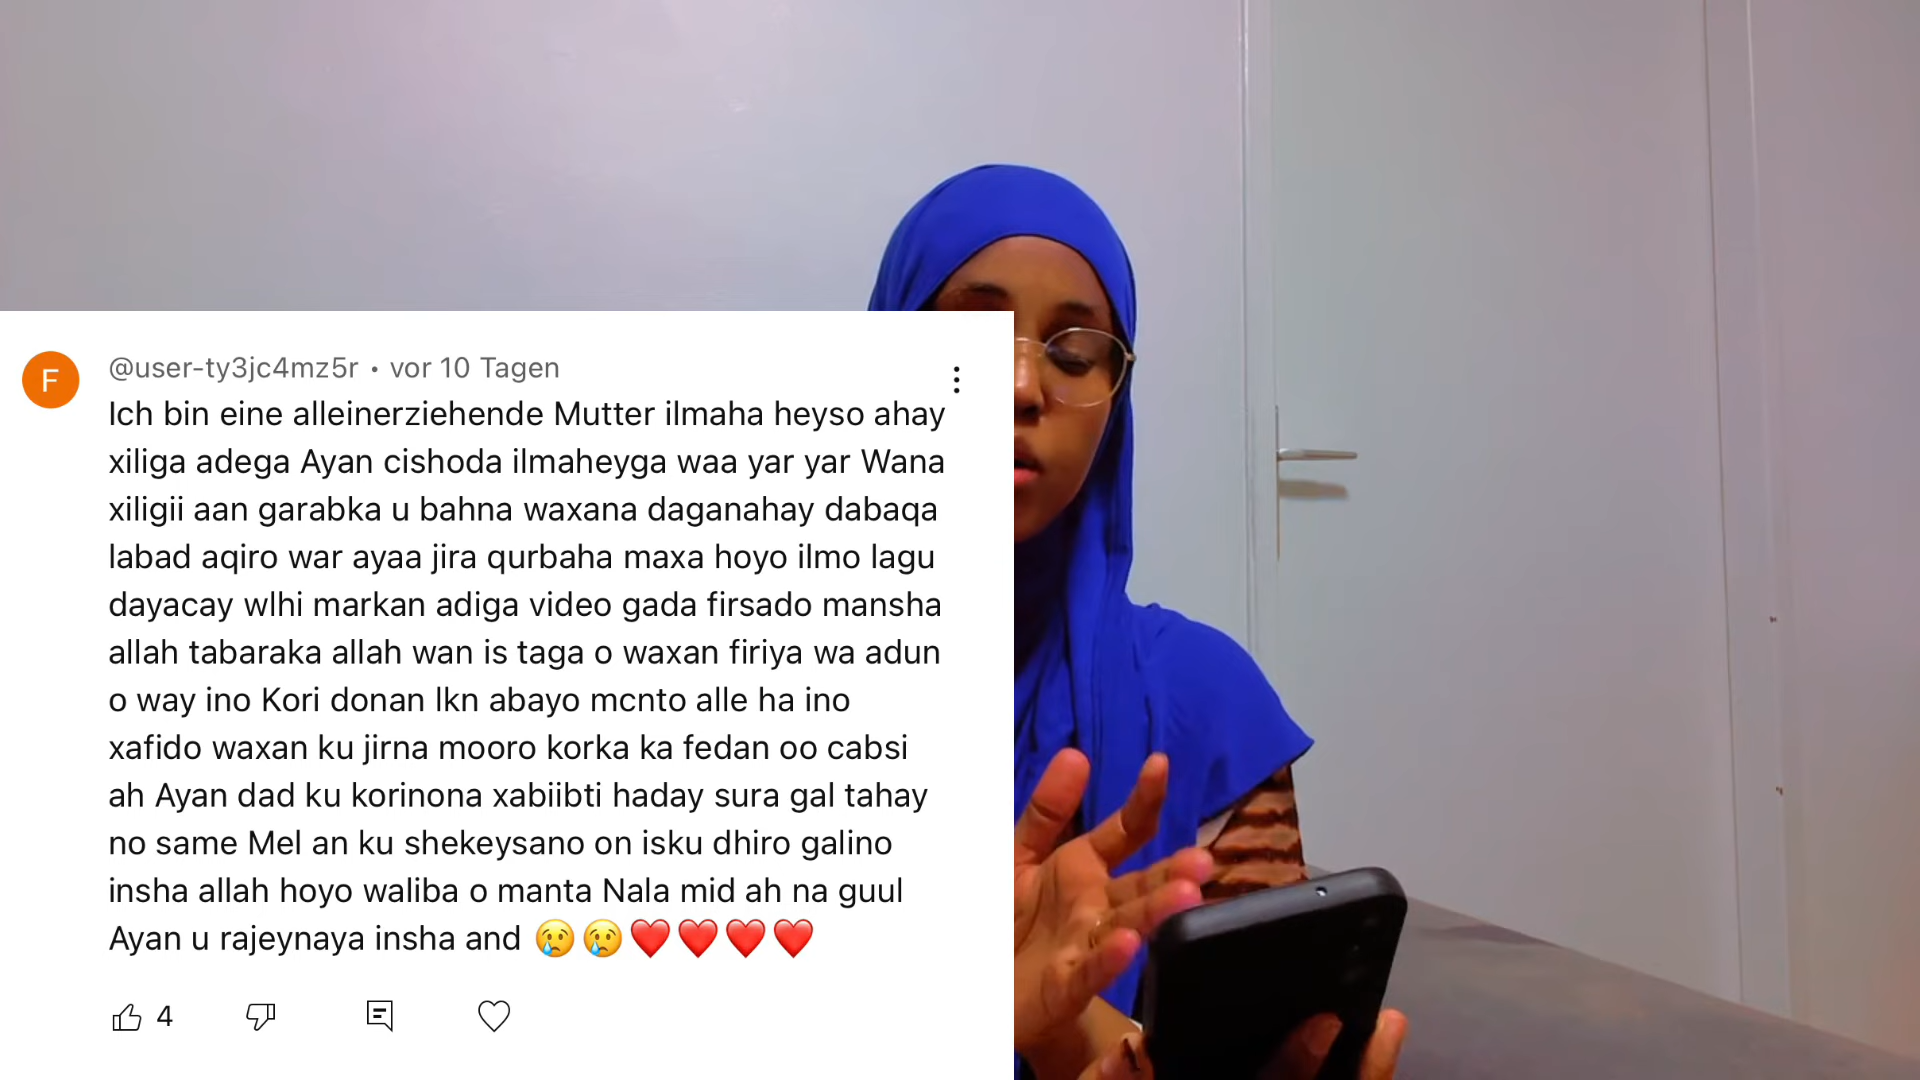 F
@user-ty3jc4mz5r • vor 10 Tagen
Ich bin eine alleinerziehende Mutter ilmaha heyso ahay
xiliga adega Ayan cishoda ilmaheyga waa yar yar Wana
xiligii aan garabka u bahna waxana daganahay dabaqa
labad aqiro war ayaa jira qurbaha maxa hoyo ilmo lagu
dayacay wlhi markan adiga video gada firsado mansha
allah tabaraka allah wan is taga o waxan firiya wa adun
o way ino Kori donan lkn abayo mcnto alle ha ino
xafido waxan ku jirna mooro korka ka fedan oo cabsi
ah Ayan dad ku korinona xabiibti haday sura gal tahay
no same Mel an ku shekeysano on isku dhiro galino
insha allah hoyo waliba o manta Nala mid ah na guul
Ayan u rajeynaya insha and 😢😢❤️❤️❤️❤️
4